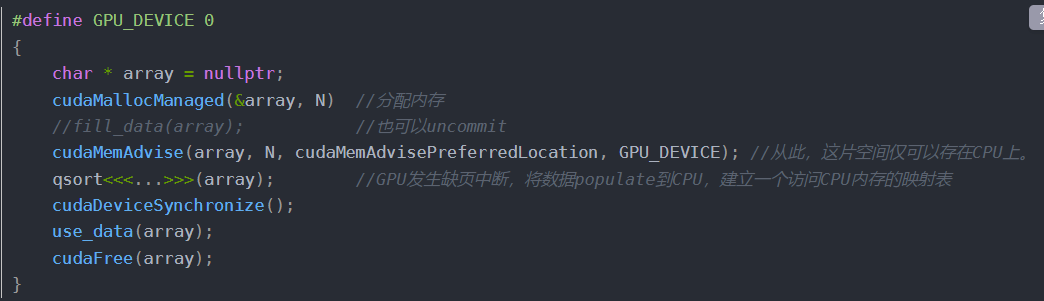 #define GPU_DEVICE 0
{
    char * array = nullptr;
    cudaMallocManaged(&array, N)  //分配内存
    //fill_data(array);           //也可以uncommit
    cudaMemAdvise(array, N, cudaMemAdvisePreferredLocation, GPU_DEVICE); //从此，这片空间仅可以存在CPU上。
    qsort<<<...>>>(array);        //GPU发生缺页中断，将数据populate到CPU，建立一个访问CPU内存的映射表
    cudaDeviceSynchronize();
    use_data(array);
    cudaFree(array);
}